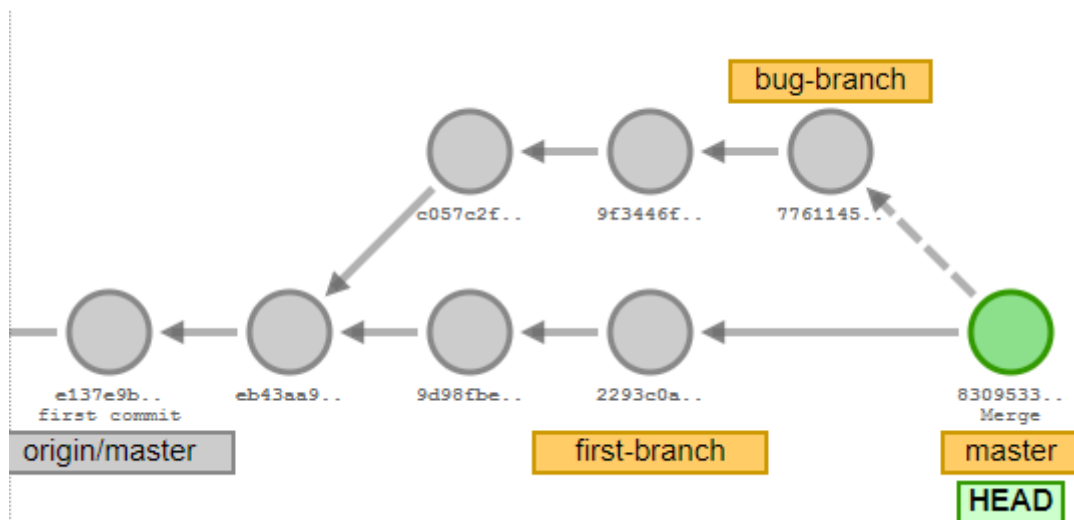 bug-branch
c057c2f..
9f3446f..
7761145..
e137e9b..
first commit
eb43aa9..
9d98fbe..
2293c0a..
8309533..
Merge
origin/master
first-branch
master
HEAD